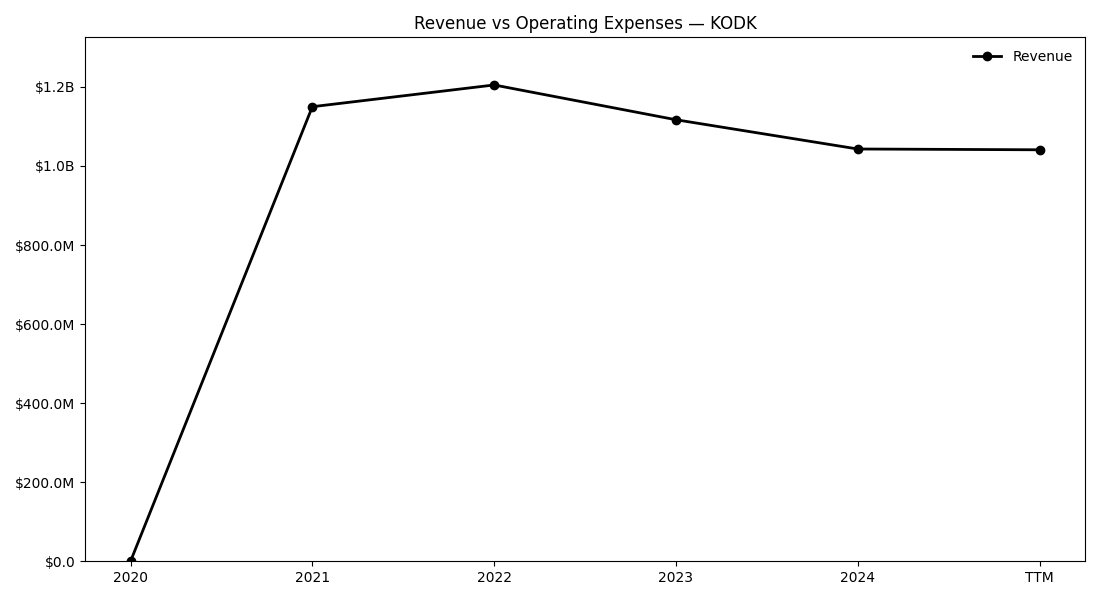 Revenue vs Operating Expenses — KODK
Revenue
$1.2B
$1.0B
$800.0M
$600.0M
$400.0M
$200.0M
$0.0
2020 2021 2022 2023 2024 TTM